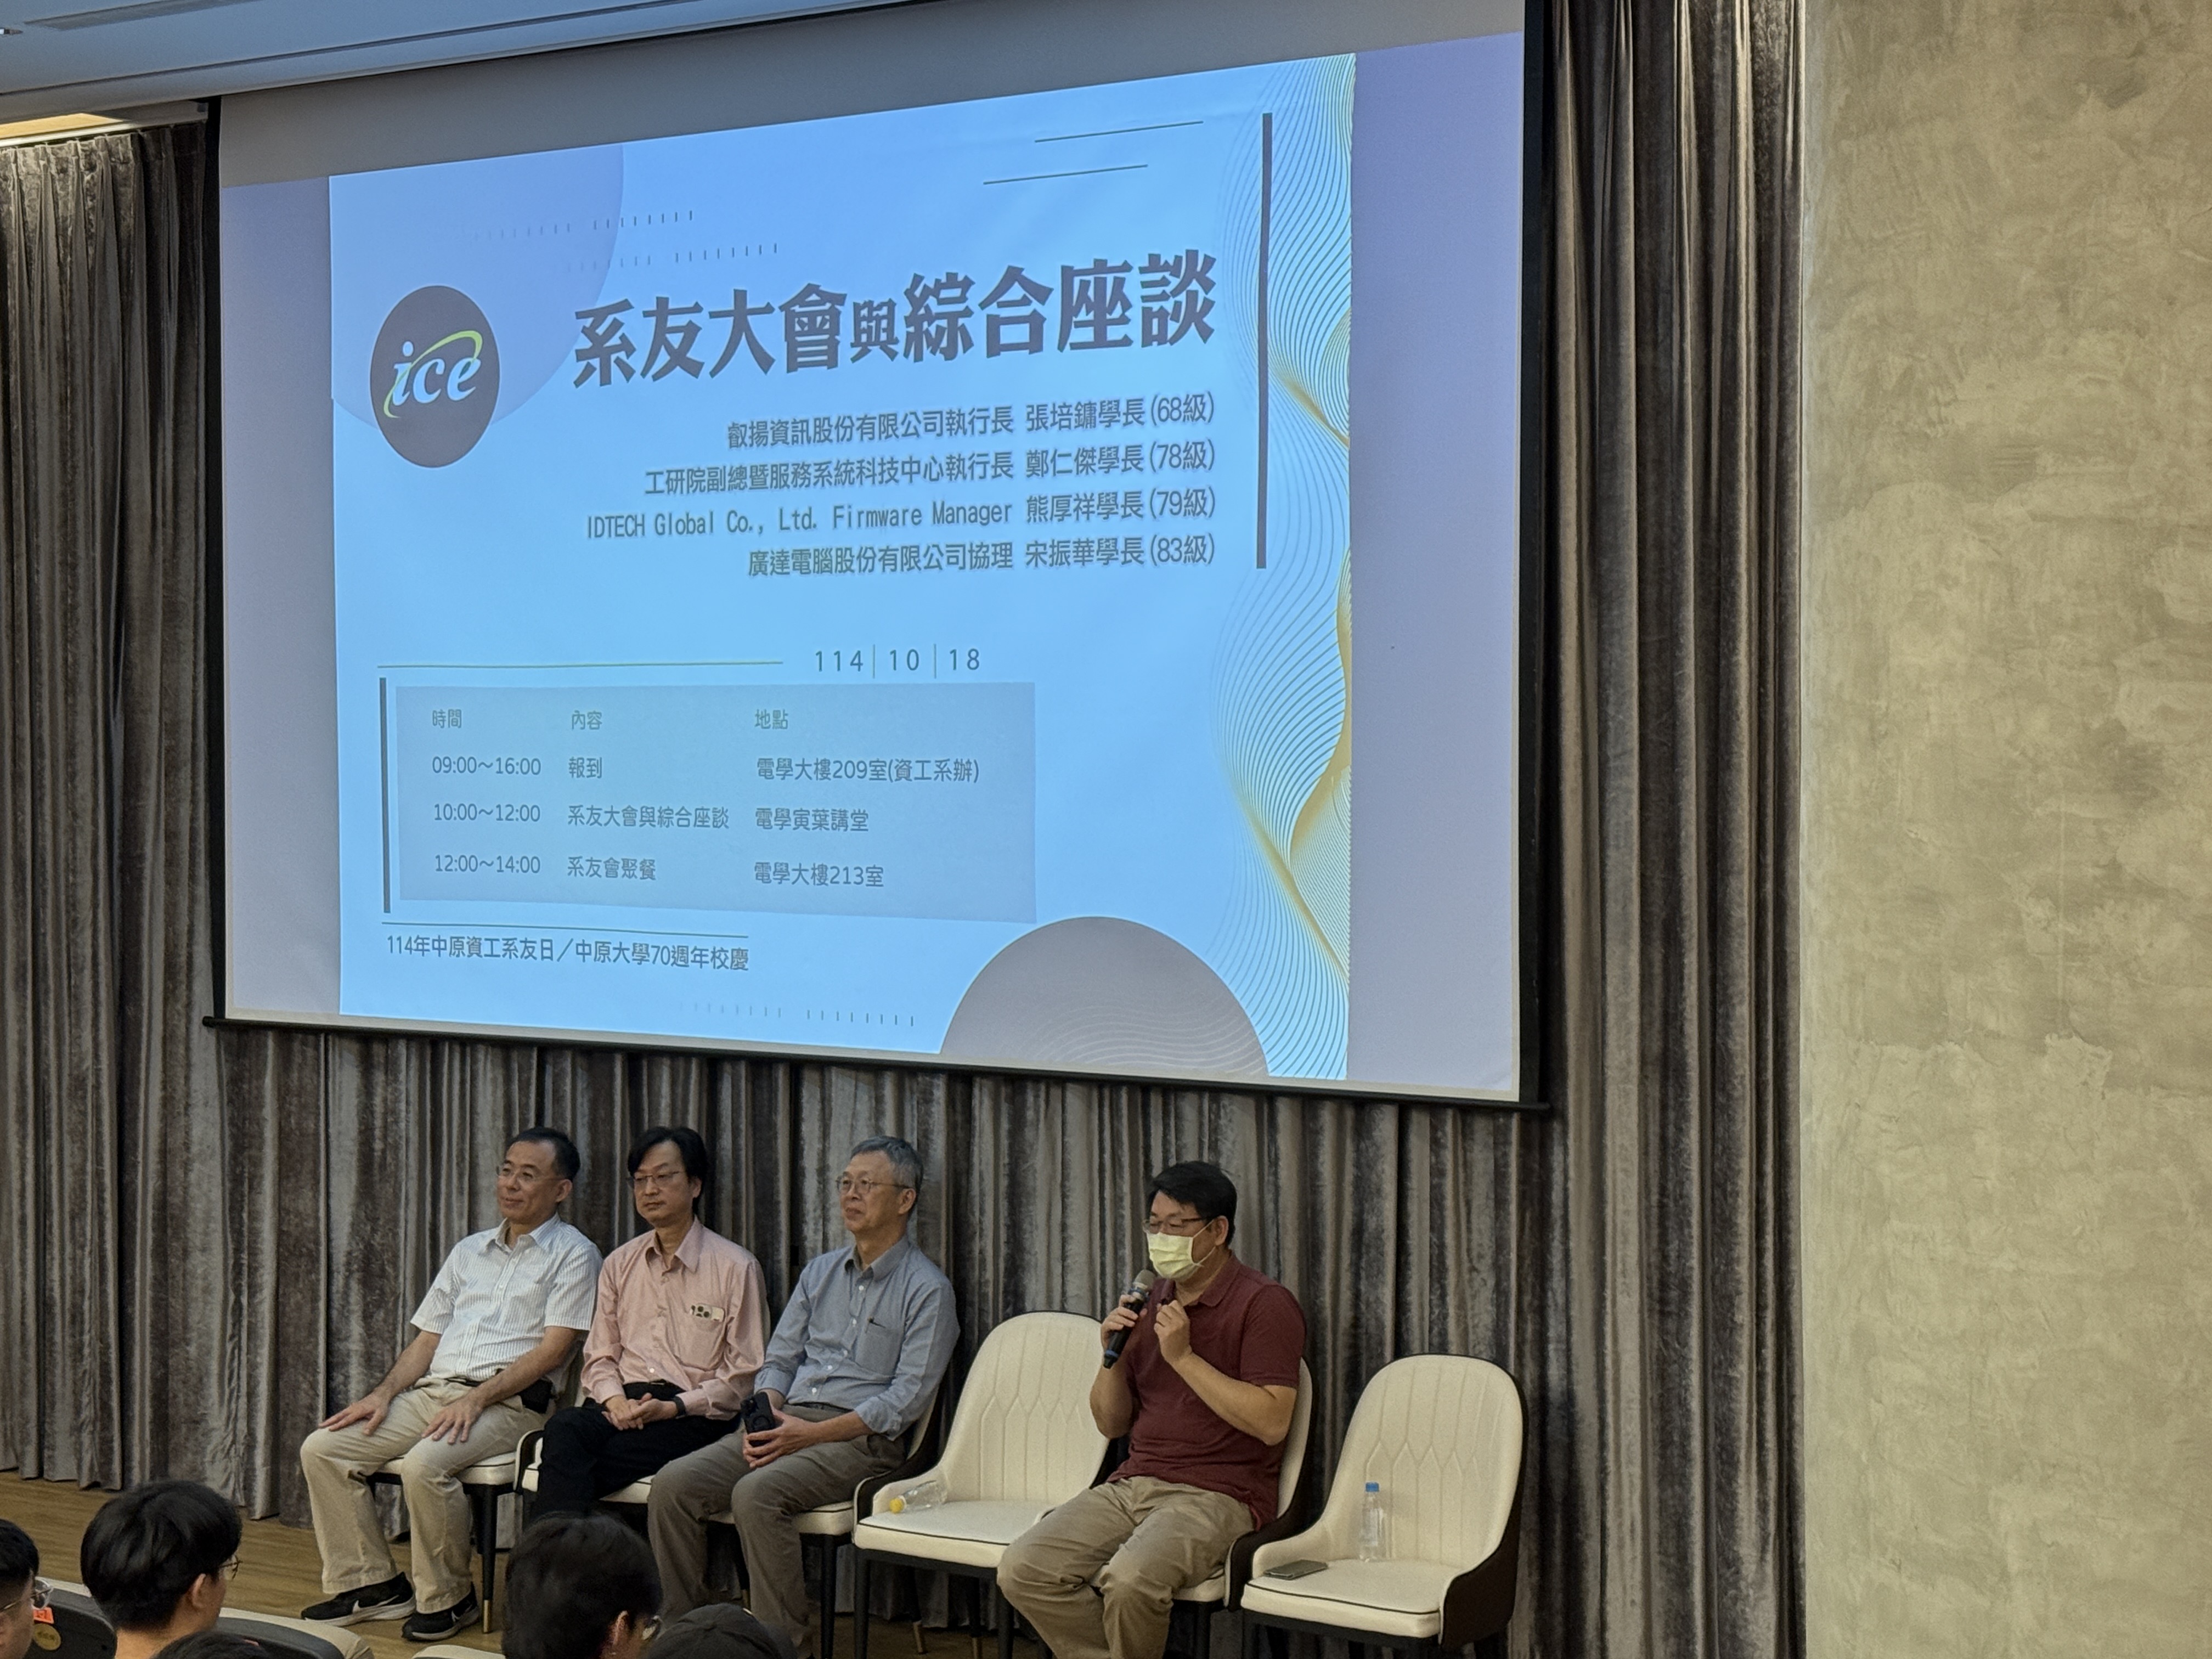 ice
系友大會與綜合座談
叡揚資訊股份有限公司執行長 張培鏞學長(68級)
工研院副總暨服務系統科技中心執行長 鄭仁傑學長(78級)
IDTECH Global Co., Ltd. Firmware Manager 熊厚祥學長(79級)
廣達電腦股份有限公司協理 宋振華學長(83級)
114|10|18
時間 內容 地點
09:00～16:00 報到 電學大樓209室(資工系辦)
10:00～12:00 系友大會與綜合座談 電學寅葉講堂
12:00～14:00 系友會聚餐 電學大樓213室
114年中原資工系友日／中原大學70週年校慶